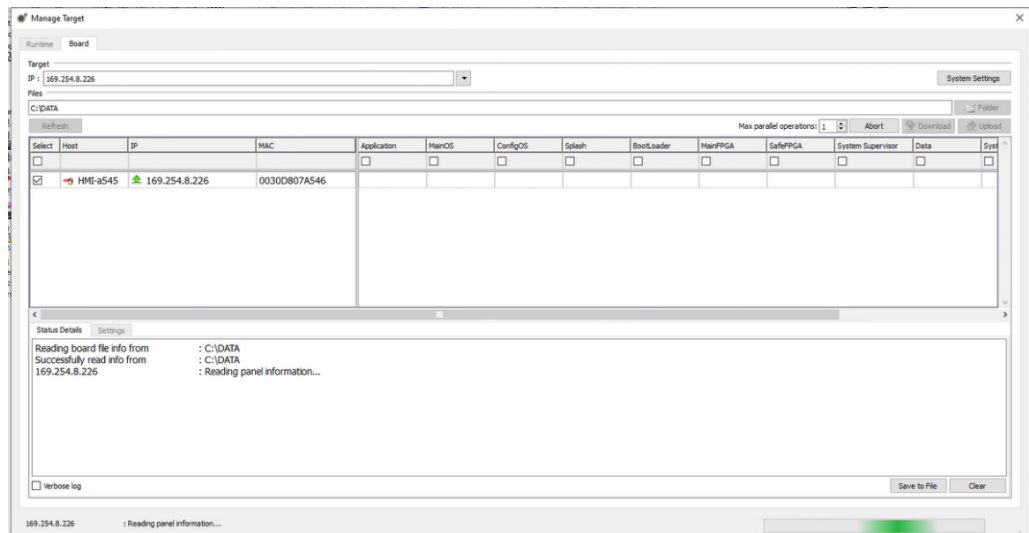 Manage Target
Runtime Board
Target
IP : 169.254.8.226 System Settings
Files
C:\DATA Folder
Refresh Max parallel operations: 1 Abort Download Upload
Select Host IP MAC Application MainOS ConfigOS Splash BootLoader MainFPGA SafeFPGA System Supervisor Data Syst
HMI-a545 169.254.8.226 0030D807A546
Status Details Settings
Reading board file info from : C:\DATA
Successfully read info from : C:\DATA
169.254.8.226 : Reading panel information...
Verbose log Save to File Clear
169.254.8.226 : Reading panel information...